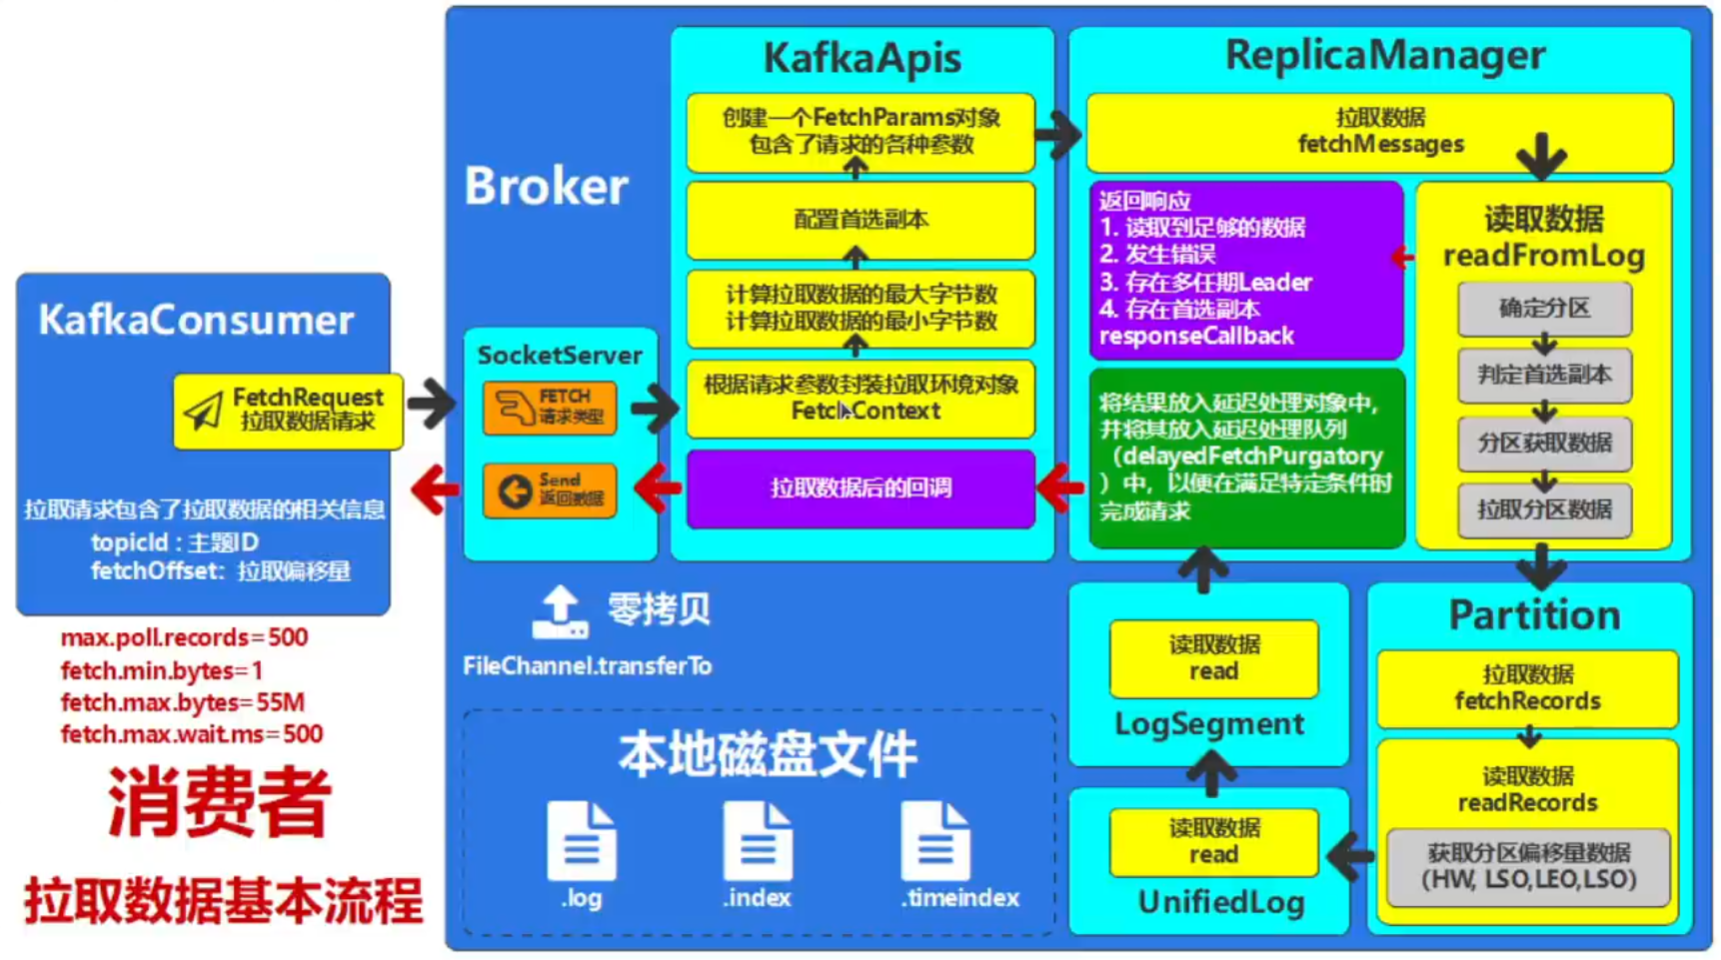 KafkaConsumer
FetchRequest
拉取数据请求
拉取请求包含了拉取数据的相关信息
topicId : 主题ID
fetchOffset: 拉取偏移量
max.poll.records=500
fetch.min.bytes=1
fetch.max.bytes=55M
fetch.max.wait.ms=500
消费者
拉取数据基本流程
Broker
SocketServer
FETCH
请求类型
Send
返回数据
零拷贝
FileChannel.transferTo
本地磁盘文件
.log
.index
.timeindex
KafkaApis
创建一个FetchParams对象
包含了请求的各种参数
配置首选副本
计算拉取数据的最大字节数
计算拉取数据的最小字节数
根据请求参数封装拉取环境对象
FetchContext
拉取数据后的回调
ReplicaManager
拉取数据
fetchMessages
返回响应
1. 读取到足够的数据
2. 发生错误
3. 存在多任期Leader
4. 存在首选副本
responseCallback
将结果放入延迟处理对象中,
并将其放入延迟处理队列
（delayedFetchPurgatory
）中，以便在满足特定条件时
完成请求
读取数据
readFromLog
确定分区
判定首选副本
分区获取数据
拉取分区数据
Partition
拉取数据
fetchRecords
读取数据
readRecords
获取分区偏移量数据
(HW, LSO,LEO,LSO)
读取数据
read
UnifiedLog
读取数据
read
LogSegment